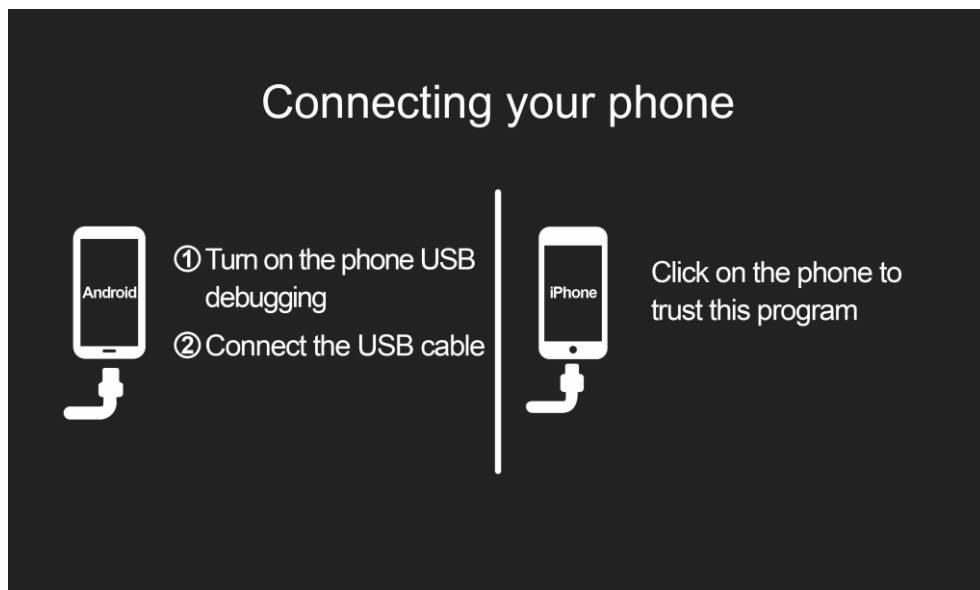 Connecting your phone
Android
① Turn on the phone USB
debugging
② Connect the USB cable
iPhone
Click on the phone to
trust this program